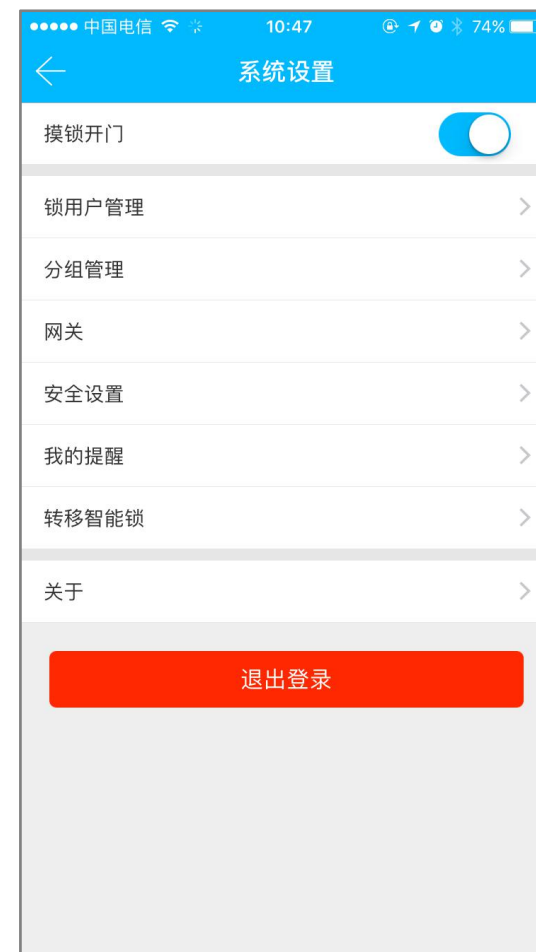 中国电信 10:47 74%
系统设置
摸锁开门
锁用户管理
分组管理
网关
安全设置
我的提醒
转移智能锁
关于
退出登录